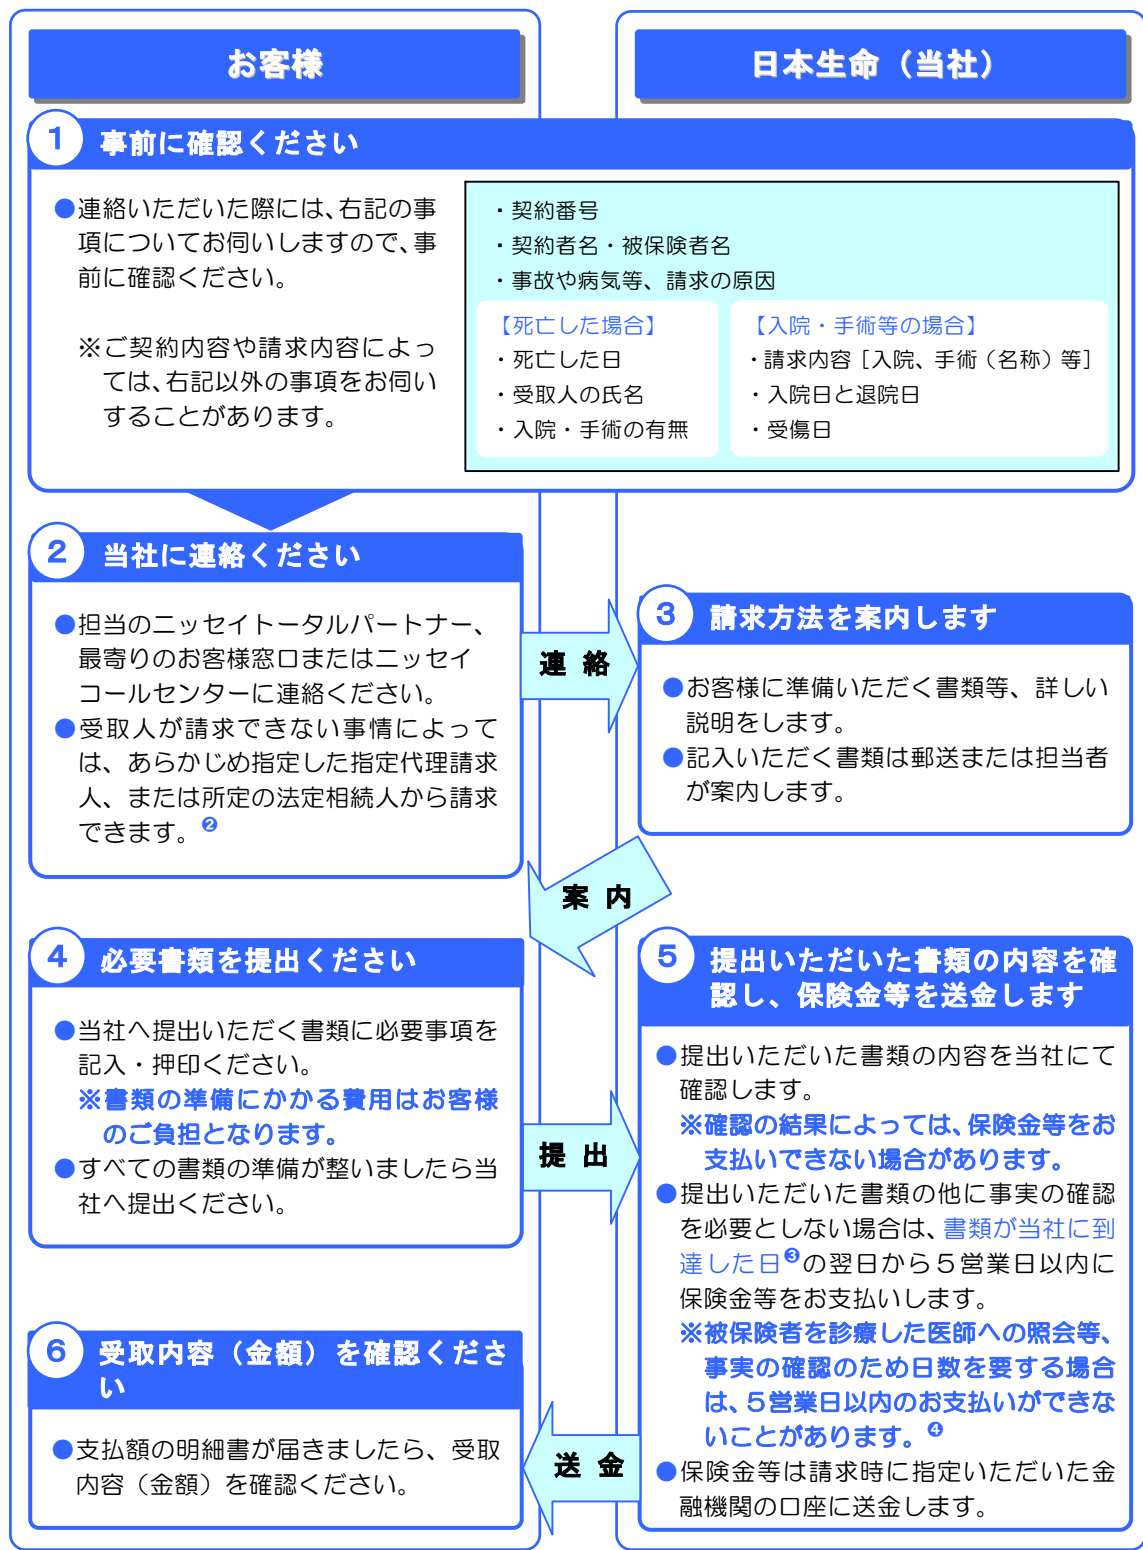 お客様
日本生命（当社）
1 事前に確認ください
●連絡いただいた際には、右記の事
項についてお伺いしますので、事
前に確認ください。
※ご契約内容や請求内容によっ
ては、右記以外の事項をお伺い
することがあります。
・契約番号
・契約者名・被保険者名
・事故や病気等、請求の原因
【死亡した場合】
・死亡した日
・受取人の氏名
・入院・手術の有無
【入院・手術等の場合】
・請求内容［入院、手術（名称）等］
・入院日と退院日
・受傷日
2 当社に連絡ください
●担当のニッセイトータルパートナー、
最寄りのお客様窓口またはニッセイ
コールセンターに連絡ください。
●受取人が請求できない事情によって
は、あらかじめ指定した指定代理請求
人、または所定の法定相続人から請求
できます。❷
連絡
3 請求方法を案内します
●お客様に準備いただく書類等、詳しい
説明をします。
●記入いただく書類は郵送または担当者
が案内します。
案内
4 必要書類を提出ください
●当社へ提出いただく書類に必要事項を
記入・押印ください。
※書類の準備にかかる費用はお客様
のご負担となります。
●すべての書類の準備が整いましたら当
社へ提出ください。
提出
5 提出いただいた書類の内容を確
認し、保険金等を送金します
●提出いただいた書類の内容を当社にて
確認します。
※確認の結果によっては、保険金等をお
支払いできない場合があります。
●提出いただいた書類の他に事実の確認
を必要としない場合は、書類が当社に到
達した日❸の翌日から５営業日以内に
保険金等をお支払いします。
※被保険者を診療した医師への照会等、
事実の確認のため日数を要する場合
は、５営業日以内のお支払いができな
いことがあります。❹
●保険金等は請求時に指定いただいた金
融機関の口座に送金します。
送金
6 受取内容（金額）を確認くださ
い
●支払額の明細書が届きましたら、受取
内容（金額）を確認ください。